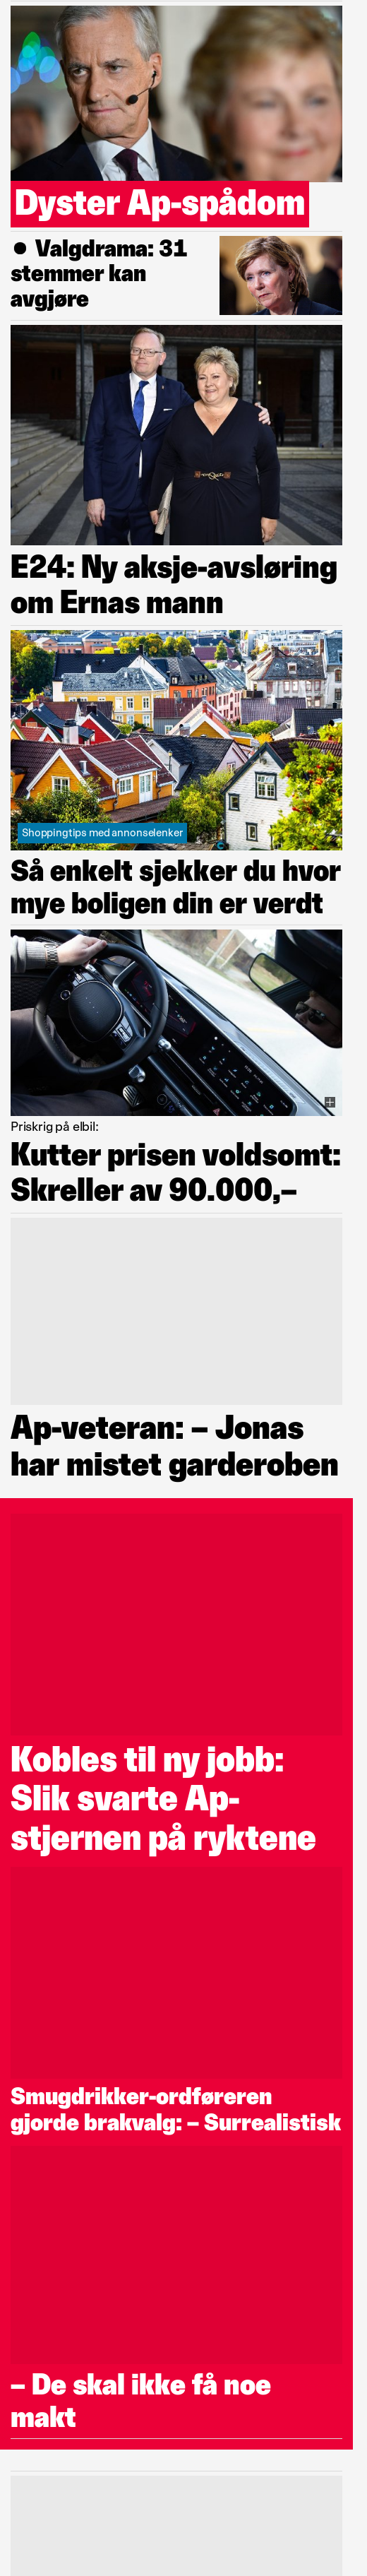 Dyster Ap-spådom
● Valgdrama: 31
stemmer kan
avgjøre
E24: Ny aksje-avsløring
om Ernas mann
Shoppingtips med annonselenker
Så enkelt sjekker du hvor
mye boligen din er verdt
Priskrig på elbil:
Kutter prisen voldsomt:
Skreller av 90.000,–
Ap-veteran: – Jonas
har mistet garderoben
Kobles til ny jobb:
Slik svarte Ap-
stjernen på ryktene
Smugdrikker-ordføreren
gjorde brakvalg: – Surrealistisk
– De skal ikke få noe
makt